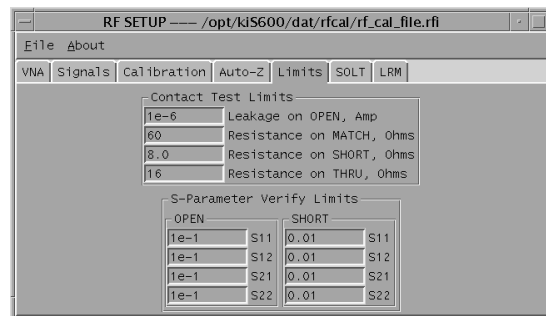 RF SETUP --- /opt/kiS600/dat/rfcal/rf_cal_file.rfi
File About
VNA Signals Calibration Auto-Z Limits SOLT LRM
Contact Test Limits
1e-6 Leakage on OPEN, Amp
60 Resistance on MATCH, Ohms
8.0 Resistance on SHORT, Ohms
16 Resistance on THRU, Ohms
S-Parameter Verify Limits
OPEN SHORT
1e-1 S11 0.01 S11
1e-1 S12 0.01 S12
1e-1 S21 0.01 S21
1e-1 S22 0.01 S22